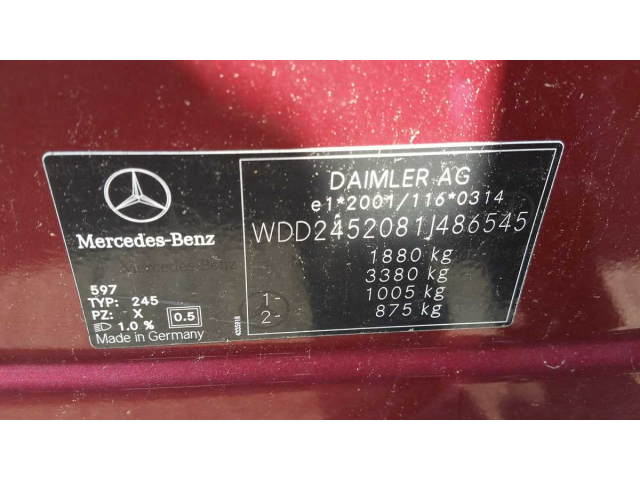 Mercedes-Benz
597
TYP: 245
PZ: X
1.0 % 0.5
Made in Germany
4325918
DAIMLER AG
e1*2001/116*0314
WDD2452081J486545
1880 kg
3380 kg
1- 1005 kg
2- 875 kg